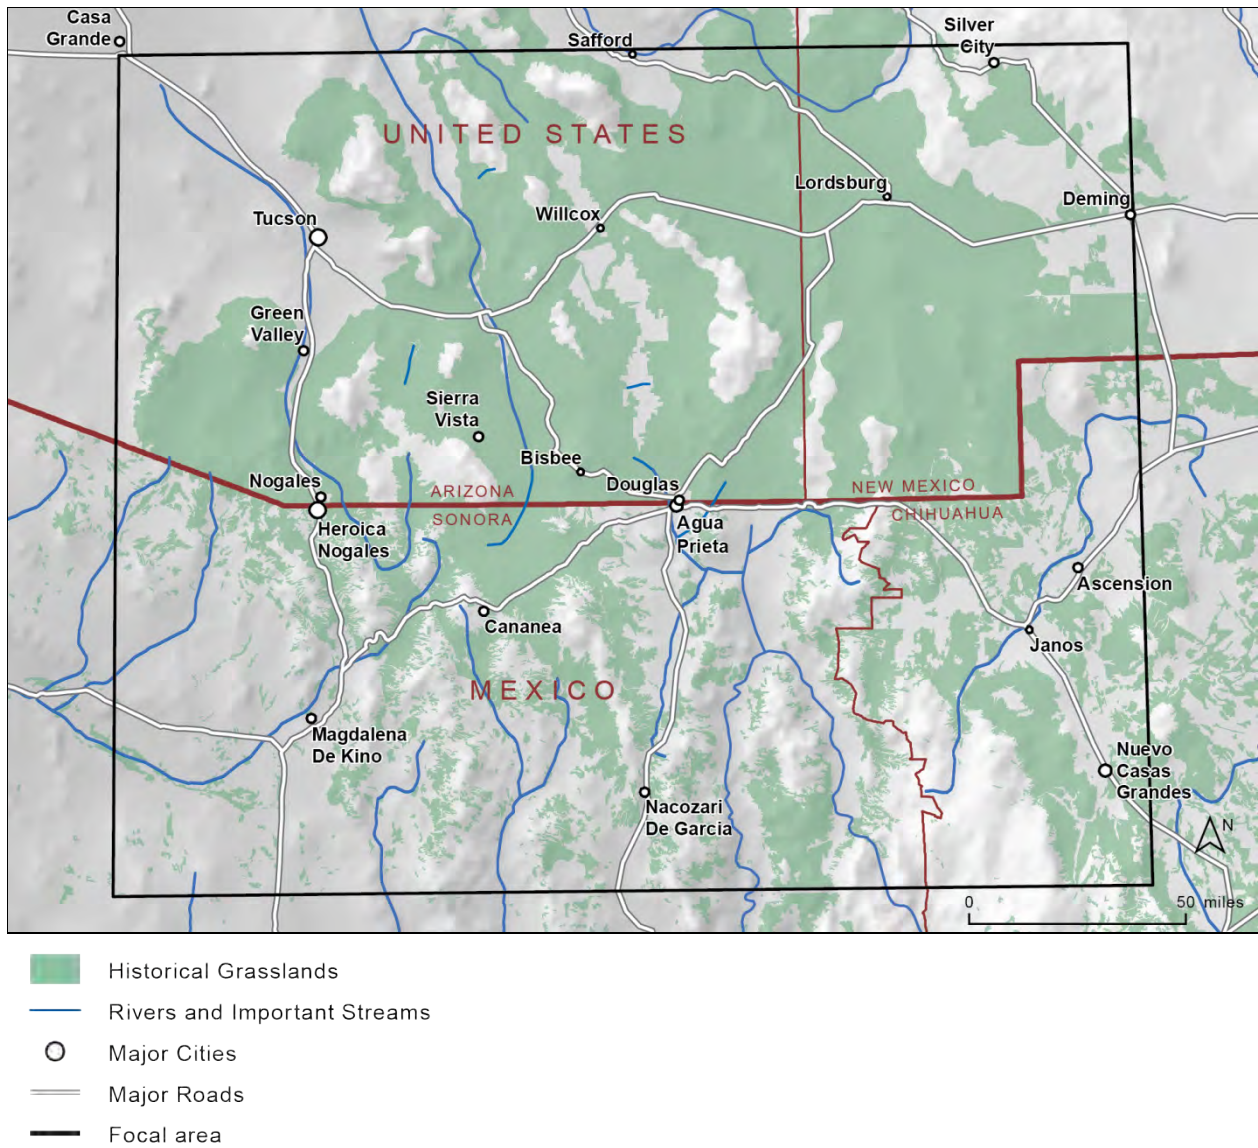 Casa
Grande
Safford
Silver
City
UNITED STATES
Lordsburg
Deming
Tucson
Willcox
Green
Valley
Sierra
Vista
Bisbee
Nogales
Douglas
ARIZONA
NEW MEXICO
SONORA
CHIHUAHUA
Heroica
Nogales
Agua
Prieta
Ascension
Cananea
Janos
MEXICO
Magdalena
De Kino
Nuevo
Casas
Grandes
Nacozari
De Garcia
N
0 50 miles
Historical Grasslands
Rivers and Important Streams
Major Cities
Major Roads
Focal area